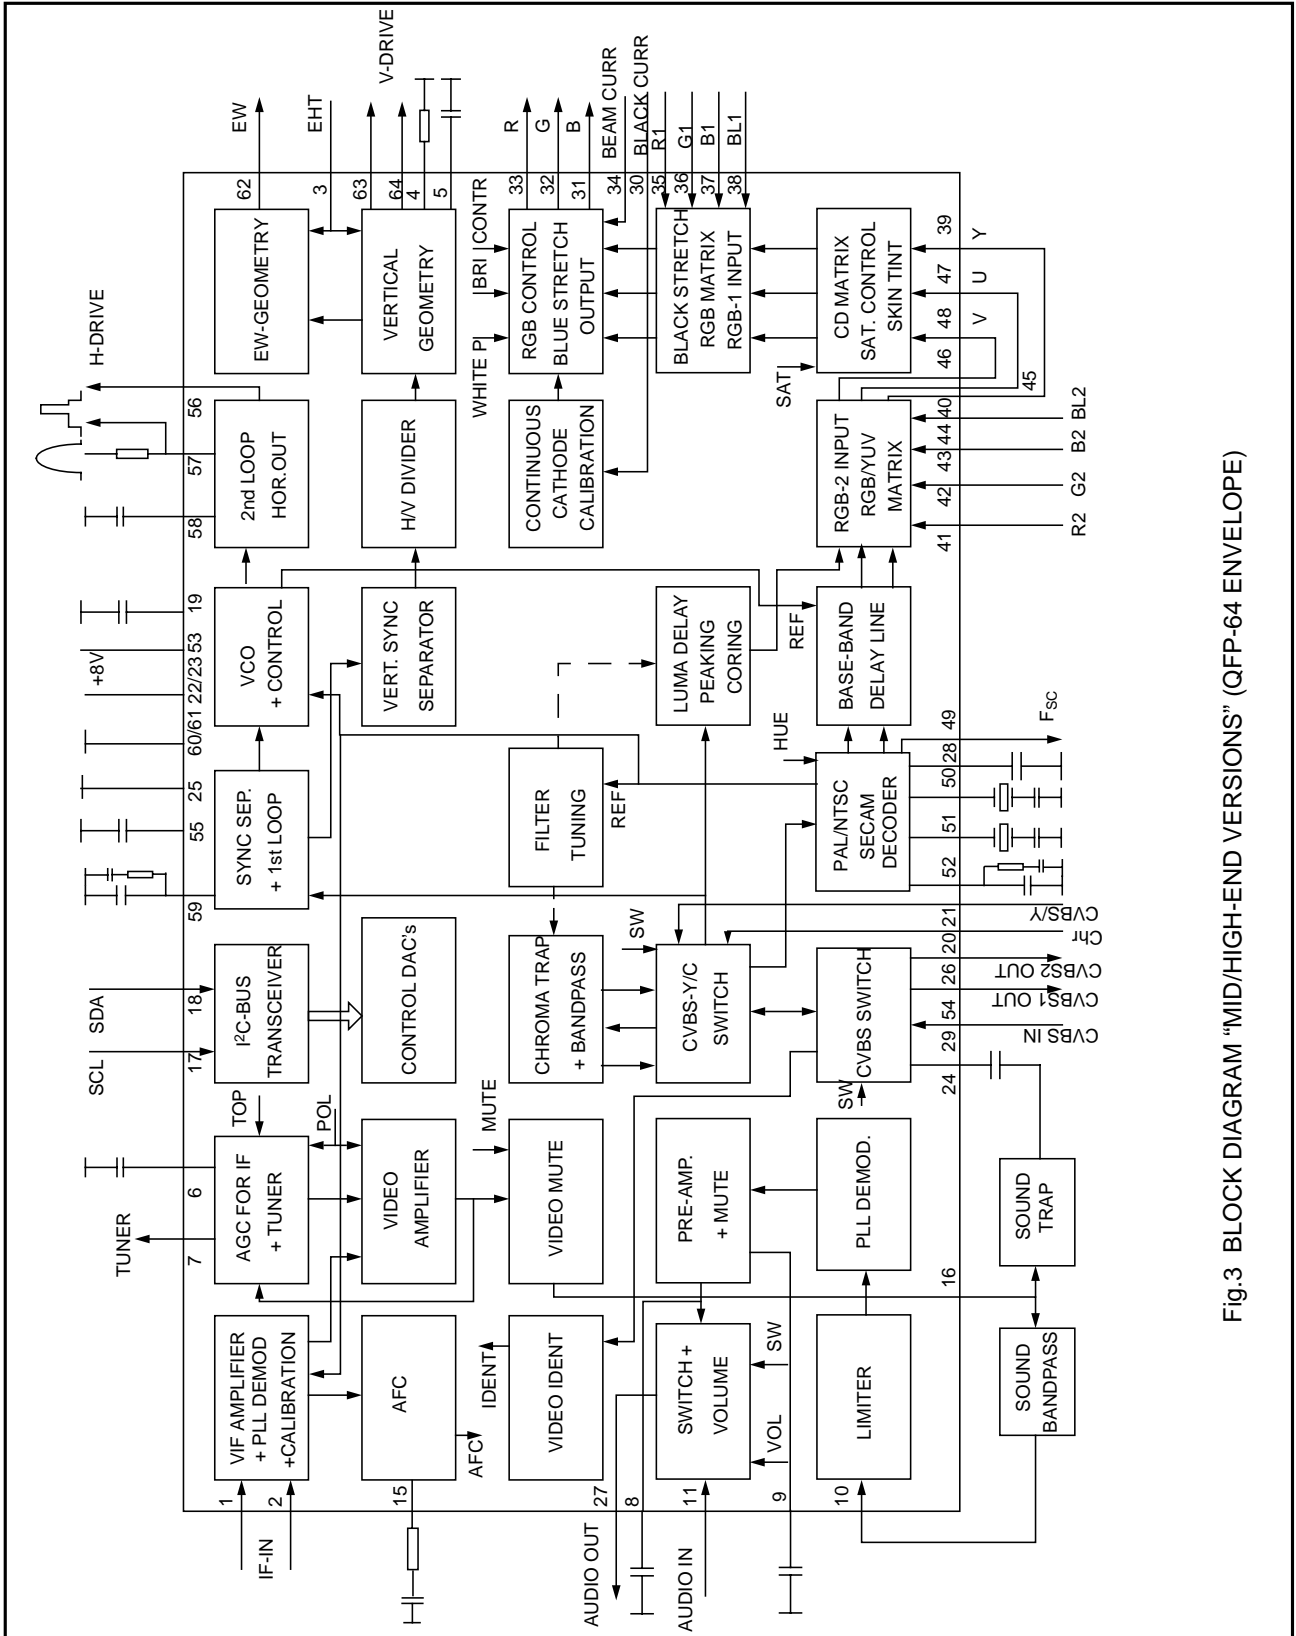 TUNER
SCL
SDA
+8V
H-DRIVE
EW
EHT
V-DRIVE
7
6
17
18
59
55
25
60/61
22/23
53
19
58
57
56
62
3
63
64
4
5
IF-IN
1
2
VIF AMPLIFIER
+ PLL DEMOD
+CALIBRATION
AGC FOR IF
+ TUNER
TOP
POL
I²C-BUS
TRANSCEIVER
SYNC SEP.
+ 1st LOOP
VCO
+ CONTROL
2nd LOOP
HOR.OUT
EW-GEOMETRY
15
AFC
AFC
VIDEO
AMPLIFIER
CONTROL DAC's
VERT. SYNC
SEPARATOR
H/V DIVIDER
VERTICAL
GEOMETRY
IDENT
MUTE
VIDEO IDENT
VIDEO MUTE
CHROMA TRAP
+ BANDPASS
FILTER
TUNING
REF
CONTINUOUS
CATHODE
CALIBRATION
WHITE P
BRI
CONTR
RGB CONTROL
BLUE STRETCH
OUTPUT
33
32
31
34
30
R
G
B
BEAM CURR
BLACK CURR
AUDIO OUT
27
8
AUDIO IN
11
9
SWITCH +
VOLUME
VOL
SW
PRE-AMP.
+ MUTE
SW
CVBS-Y/C
SWITCH
LUMA DELAY
PEAKING
CORING
BLACK STRETCH
RGB MATRIX
RGB-1 INPUT
35
36
37
38
R1
G1
B1
BL1
10
LIMITER
PLL DEMOD.
SW
CVBS SWITCH
HUE
PAL/NTSC
SECAM
DECODER
REF
BASE-BAND
DELAY LINE
RGB-2 INPUT
RGB/YUV
MATRIX
SAT
CD MATRIX
SAT. CONTROL
SKIN TINT
16
24
29
54
26
20
21
52
51
50
28
49
41
42
43
44
40
45
46
48
47
39
V
U
Y
CVBS IN
CVBS1 OUT
CVBS2 OUT
Chr
CVBS/Y
FSC
R2
G2
B2
BL2
SOUND
BANDPASS
SOUND
TRAP
Fig.3 BLOCK DIAGRAM “MID/HIGH-END VERSIONS” (QFP-64 ENVELOPE)